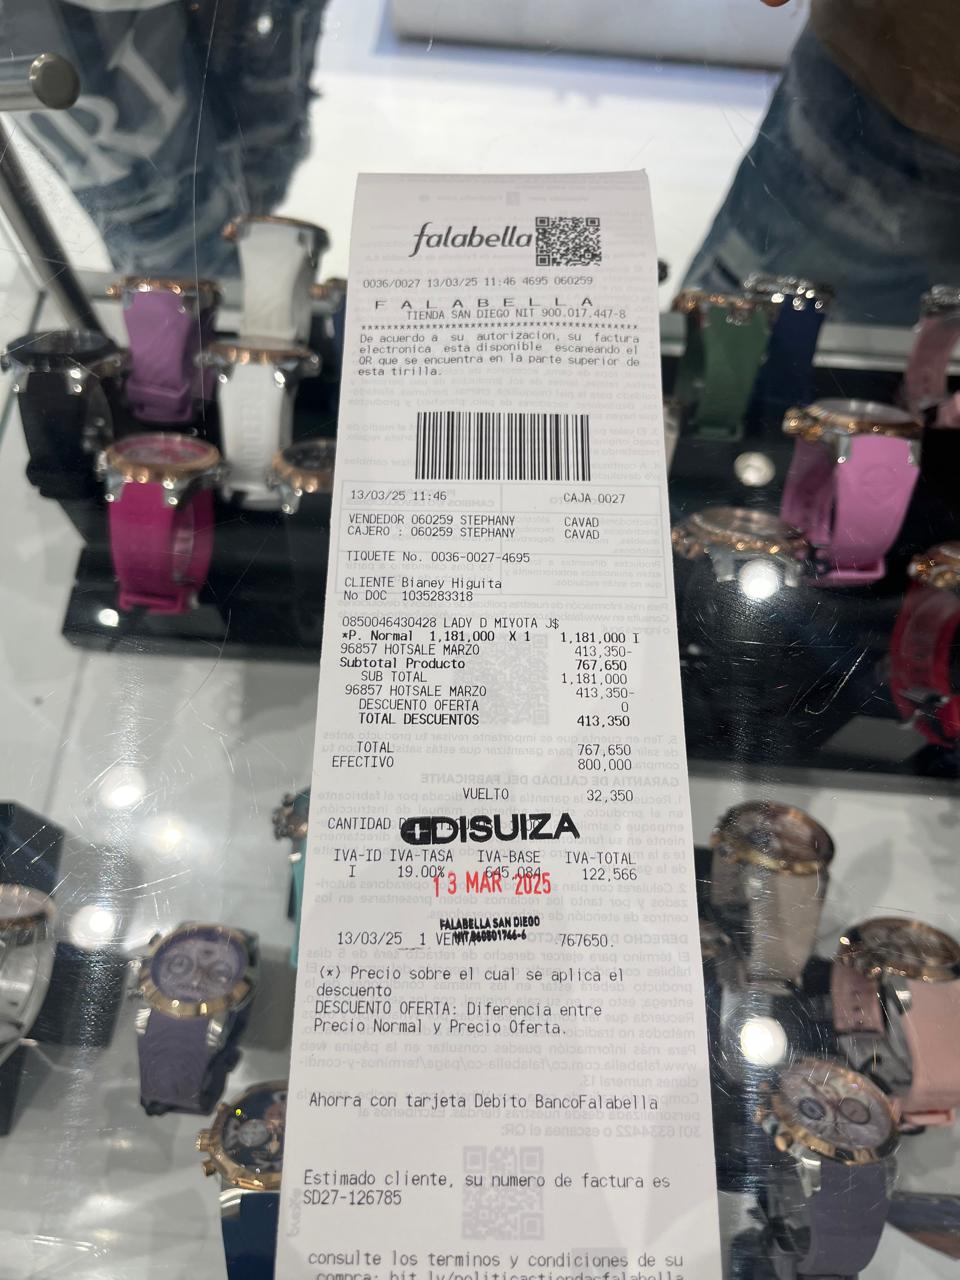 falabella
0036/0027 13/03/25 11:46 4695 060259
F A L A B E L L A
TIENDA SAN DIEGO NIT 900.017.447-8
****************************************
De acuerdo a su autorizacion, su factura
electronica esta disponible escaneando el
QR que se encuentra en la parte superior de
esta tirilla.
13/03/25 11:46 CAJA 0027
VENDEDOR 060259 STEPHANY CAVAD
CAJERO : 060259 STEPHANY CAVAD
TIQUETE No. 0036-0027-4695
CLIENTE Bianey Higuita
No DOC 1035283318
0850046430428 LADY D MIYOTA J$
*P. Normal 1,181,000 X 1 1,181,000 I
96857 HOTSALE MARZO 413,350-
Subtotal Producto 767,650
SUB TOTAL 1,181,000
96857 HOTSALE MARZO 413,350-
DESCUENTO OFERTA 0
TOTAL DESCUENTOS 413,350
TOTAL 767,650
EFECTIVO 800,000
VUELTO 32,350
CANTIDAD
DISUIZA
IVA-ID IVA-TASA IVA-BASE IVA-TOTAL
I 19.00% 645,084 122,566
13 MAR 2025
FALABELLA SAN DIEGO
13/03/25 1 VENTA 767650.
(*) Precio sobre el cual se aplica el
descuento
DESCUENTO OFERTA: Diferencia entre
Precio Normal y Precio Oferta.
Ahorra con tarjeta Debito BancoFalabella
Estimado cliente, su numero de factura es
SD27-126785
consulte los terminos y condiciones de su
compra: bit.ly/politicactiendasfalabella